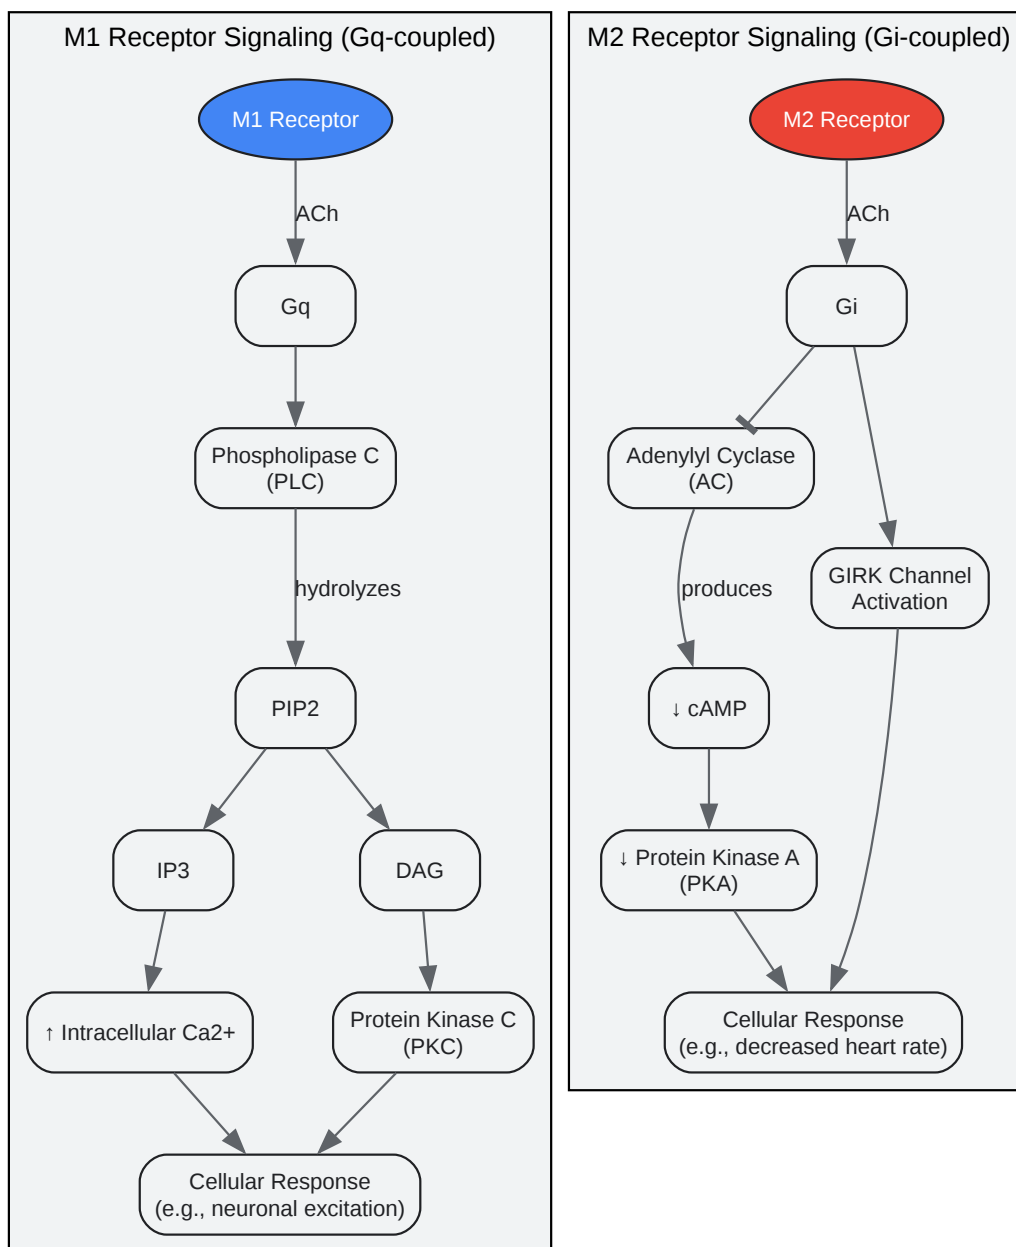 M1 Receptor Signaling (Gq-coupled)
M1 Receptor
ACh
Gq
Phospholipase C
(PLC)
hydrolyzes
PIP2
IP3
DAG
↑ Intracellular Ca2+
Protein Kinase C
(PKC)
Cellular Response
(e.g., neuronal excitation)
M2 Receptor Signaling (Gi-coupled)
M2 Receptor
ACh
Gi
Adenylyl Cyclase
(AC)
GIRK Channel
Activation
produces
↓ cAMP
↓ Protein Kinase A
(PKA)
Cellular Response
(e.g., decreased heart rate)